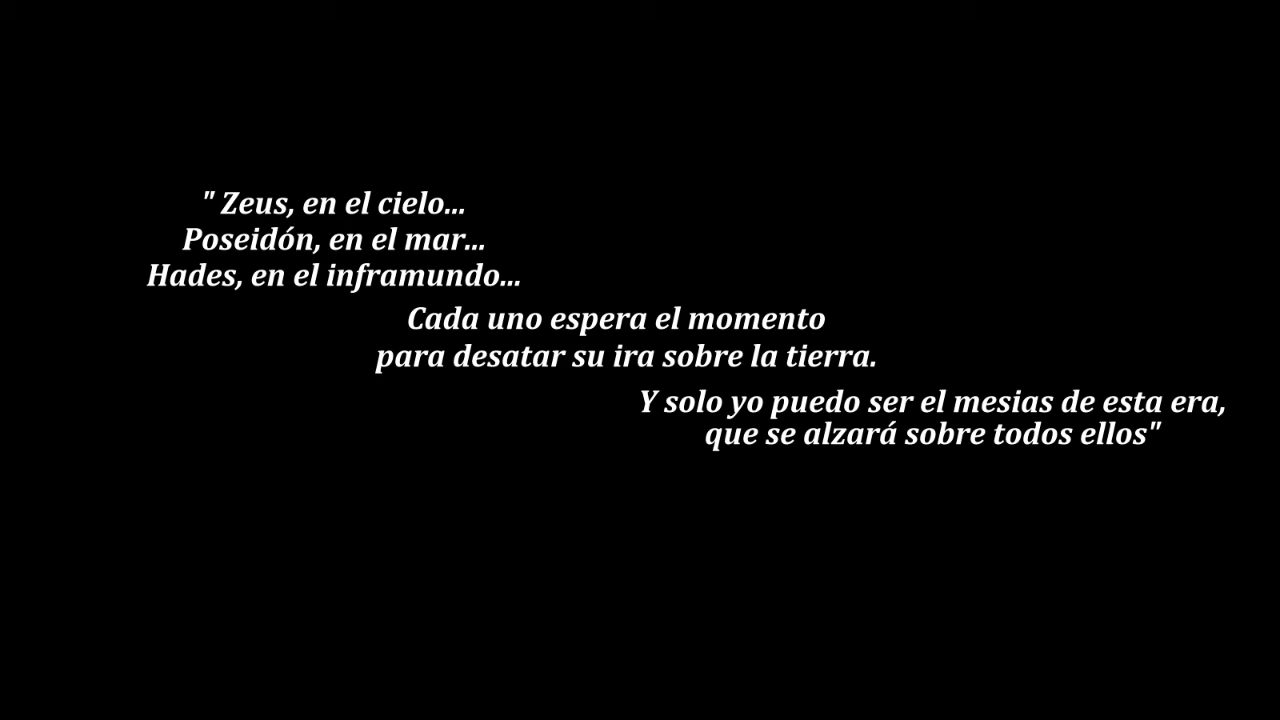 " Zeus, en el cielo...
Poseidón, en el mar...
Hades, en el inframundo...
Cada uno espera el momento
para desatar su ira sobre la tierra.
Y solo yo puedo ser el mesias de esta era,
que se alzará sobre todos ellos"